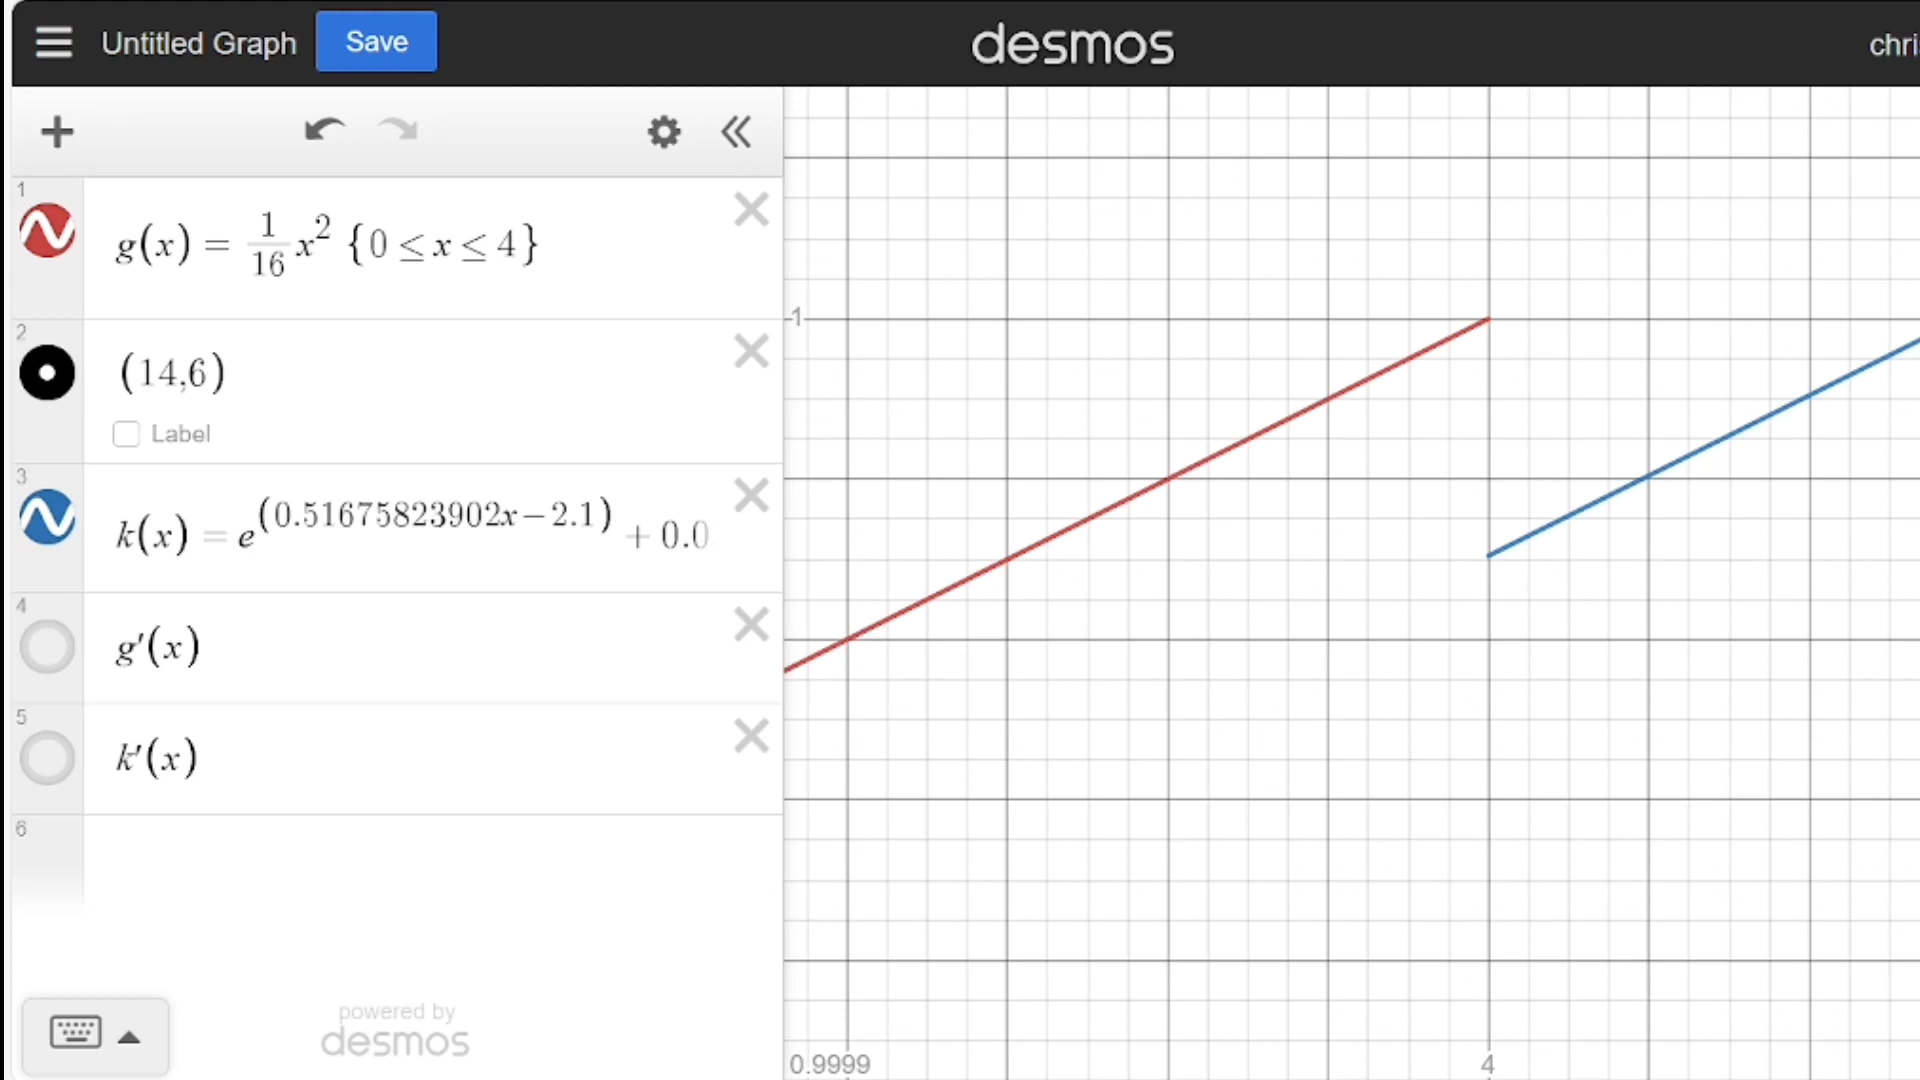 Untitled Graph Save desmos chri
1
g(x) = 1/16 x² {0 ≤ x ≤ 4}
2
(14,6)
Label
3
k(x) = e^(0.51675823902x−2.1) + 0.0
4
g′(x)
5
k′(x)
6
powered by
desmos
1
0.9999 4